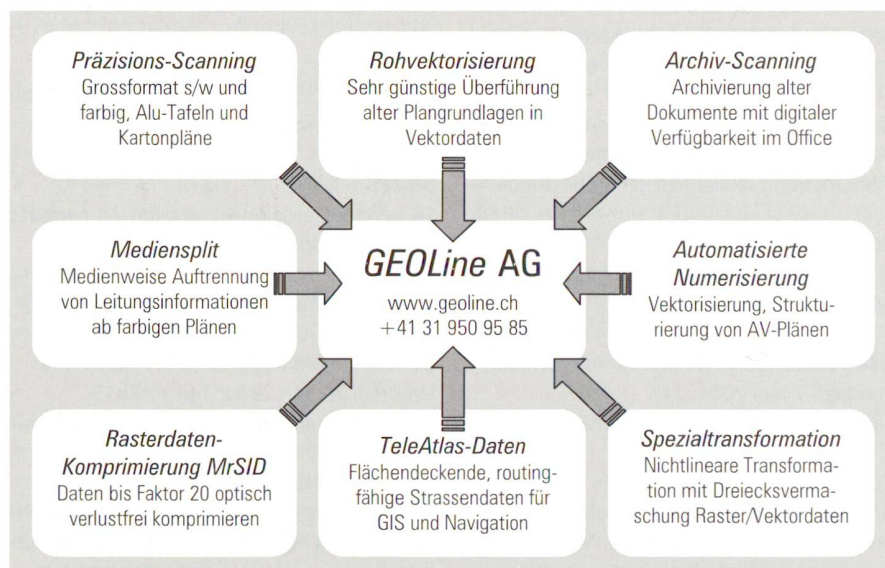 Präzisions-Scanning
Grossformat s/w und
farbig, Alu-Tafeln und
Kartonpläne
Rohvektorisierung
Sehr günstige Überführung
alter Plangrundlagen in
Vektordaten
Archiv-Scanning
Archivierung alter
Dokumente mit digitaler
Verfügbarkeit im Office
Mediensplit
Medienweise Auftrennung
von Leitungsinformationen
ab farbigen Plänen
GEOLine AG
www.geoline.ch
+41 31 950 95 85
Automatisierte
Numerisierung
Vektorisierung, Struktu-
rierung von AV-Plänen
Rasterdaten-
Komprimierung MrSID
Daten bis Faktor 20 optisch
verlustfrei komprimieren
TeleAtlas-Daten
Flächendeckende, routing-
fähige Strassendaten für
GIS und Navigation
Spezialtransformation
Nichtlineare Transforma-
tion mit Dreiecksverma-
schung Raster/Vektordaten